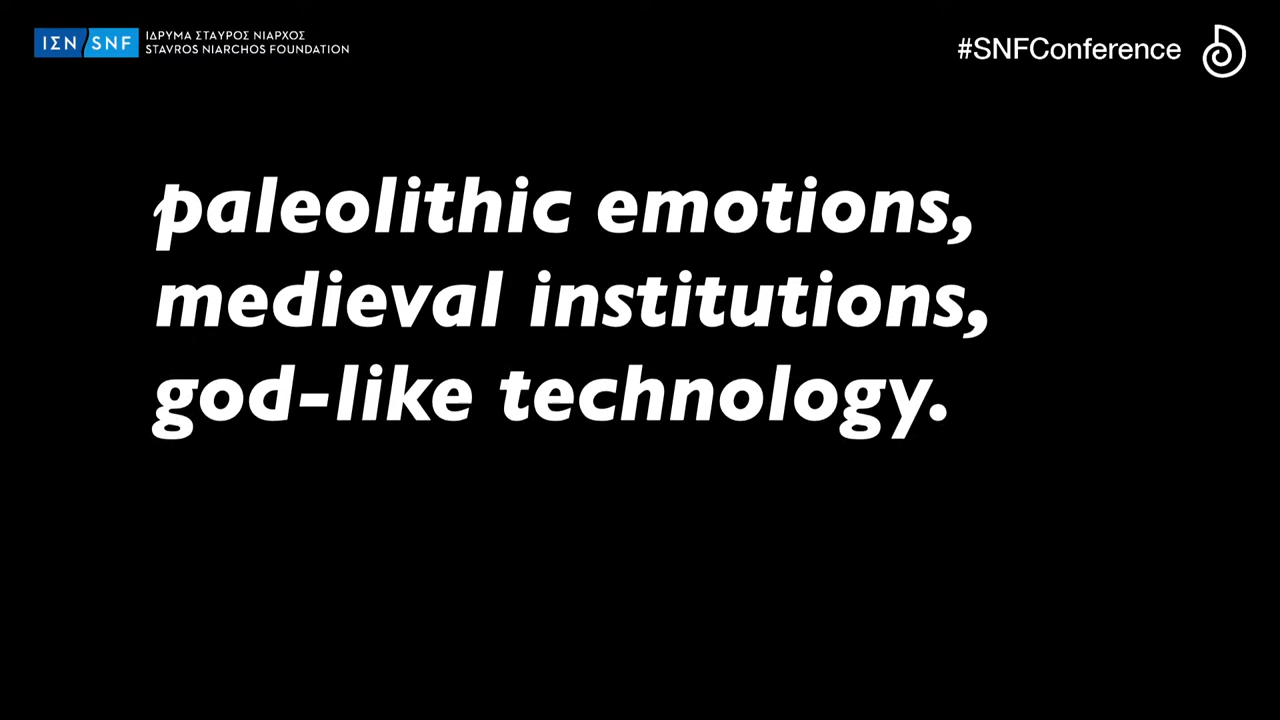 ΙΣΝ SNF
ΙΔΡΥΜΑ ΣΤΑΥΡΟΣ ΝΙΑΡΧΟΣ
STAVROS NIARCHOS FOUNDATION
#SNFConference
paleolithic emotions,
medieval institutions,
god-like technology.